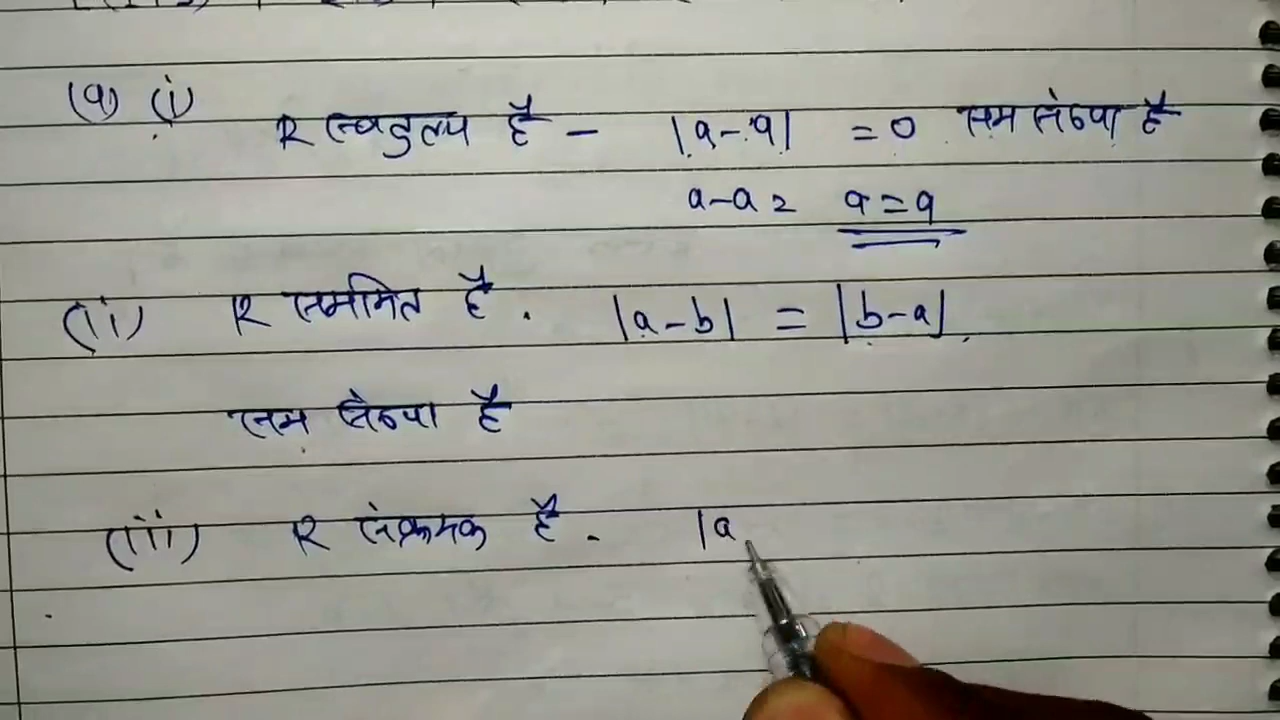 (a) (i) R स्वतुल्य है - |a-a| = 0 सम संख्या है
a-a = a=a
(ii) R सममित है. |a-b| = |b-a|
सम संख्या है
(iii) R संक्रमक है. |a